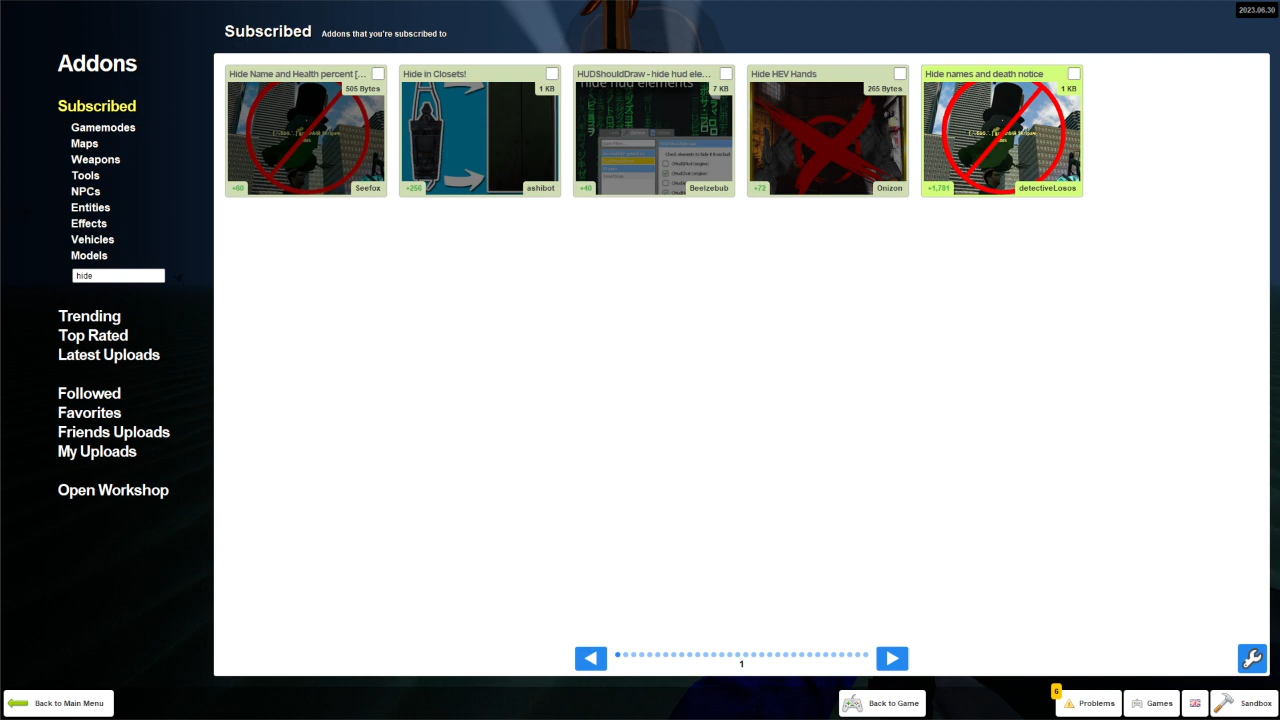 2023.06.30
Subscribed Addons that you're subscribed to
Addons
Subscribed
Gamemodes
Maps
Weapons
Tools
NPCs
Entities
Effects
Vehicles
Models
hide
Trending
Top Rated
Latest Uploads
Followed
Favorites
Friends Uploads
My Uploads
Open Workshop
Hide Name and Health percent [...
505 Bytes
+60
Seefox
Hide in Closets!
1 KB
+256
ashibot
HUDShouldDraw - hide hud ele...
7 KB
hide hud elements
+40
Beelzebub
Hide HEV Hands
265 Bytes
+72
Onizon
Hide names and death notice
1 KB
+1,781
detectiveLosos
1
Back to Main Menu
Back to Game
6
Problems
Games
Sandbox